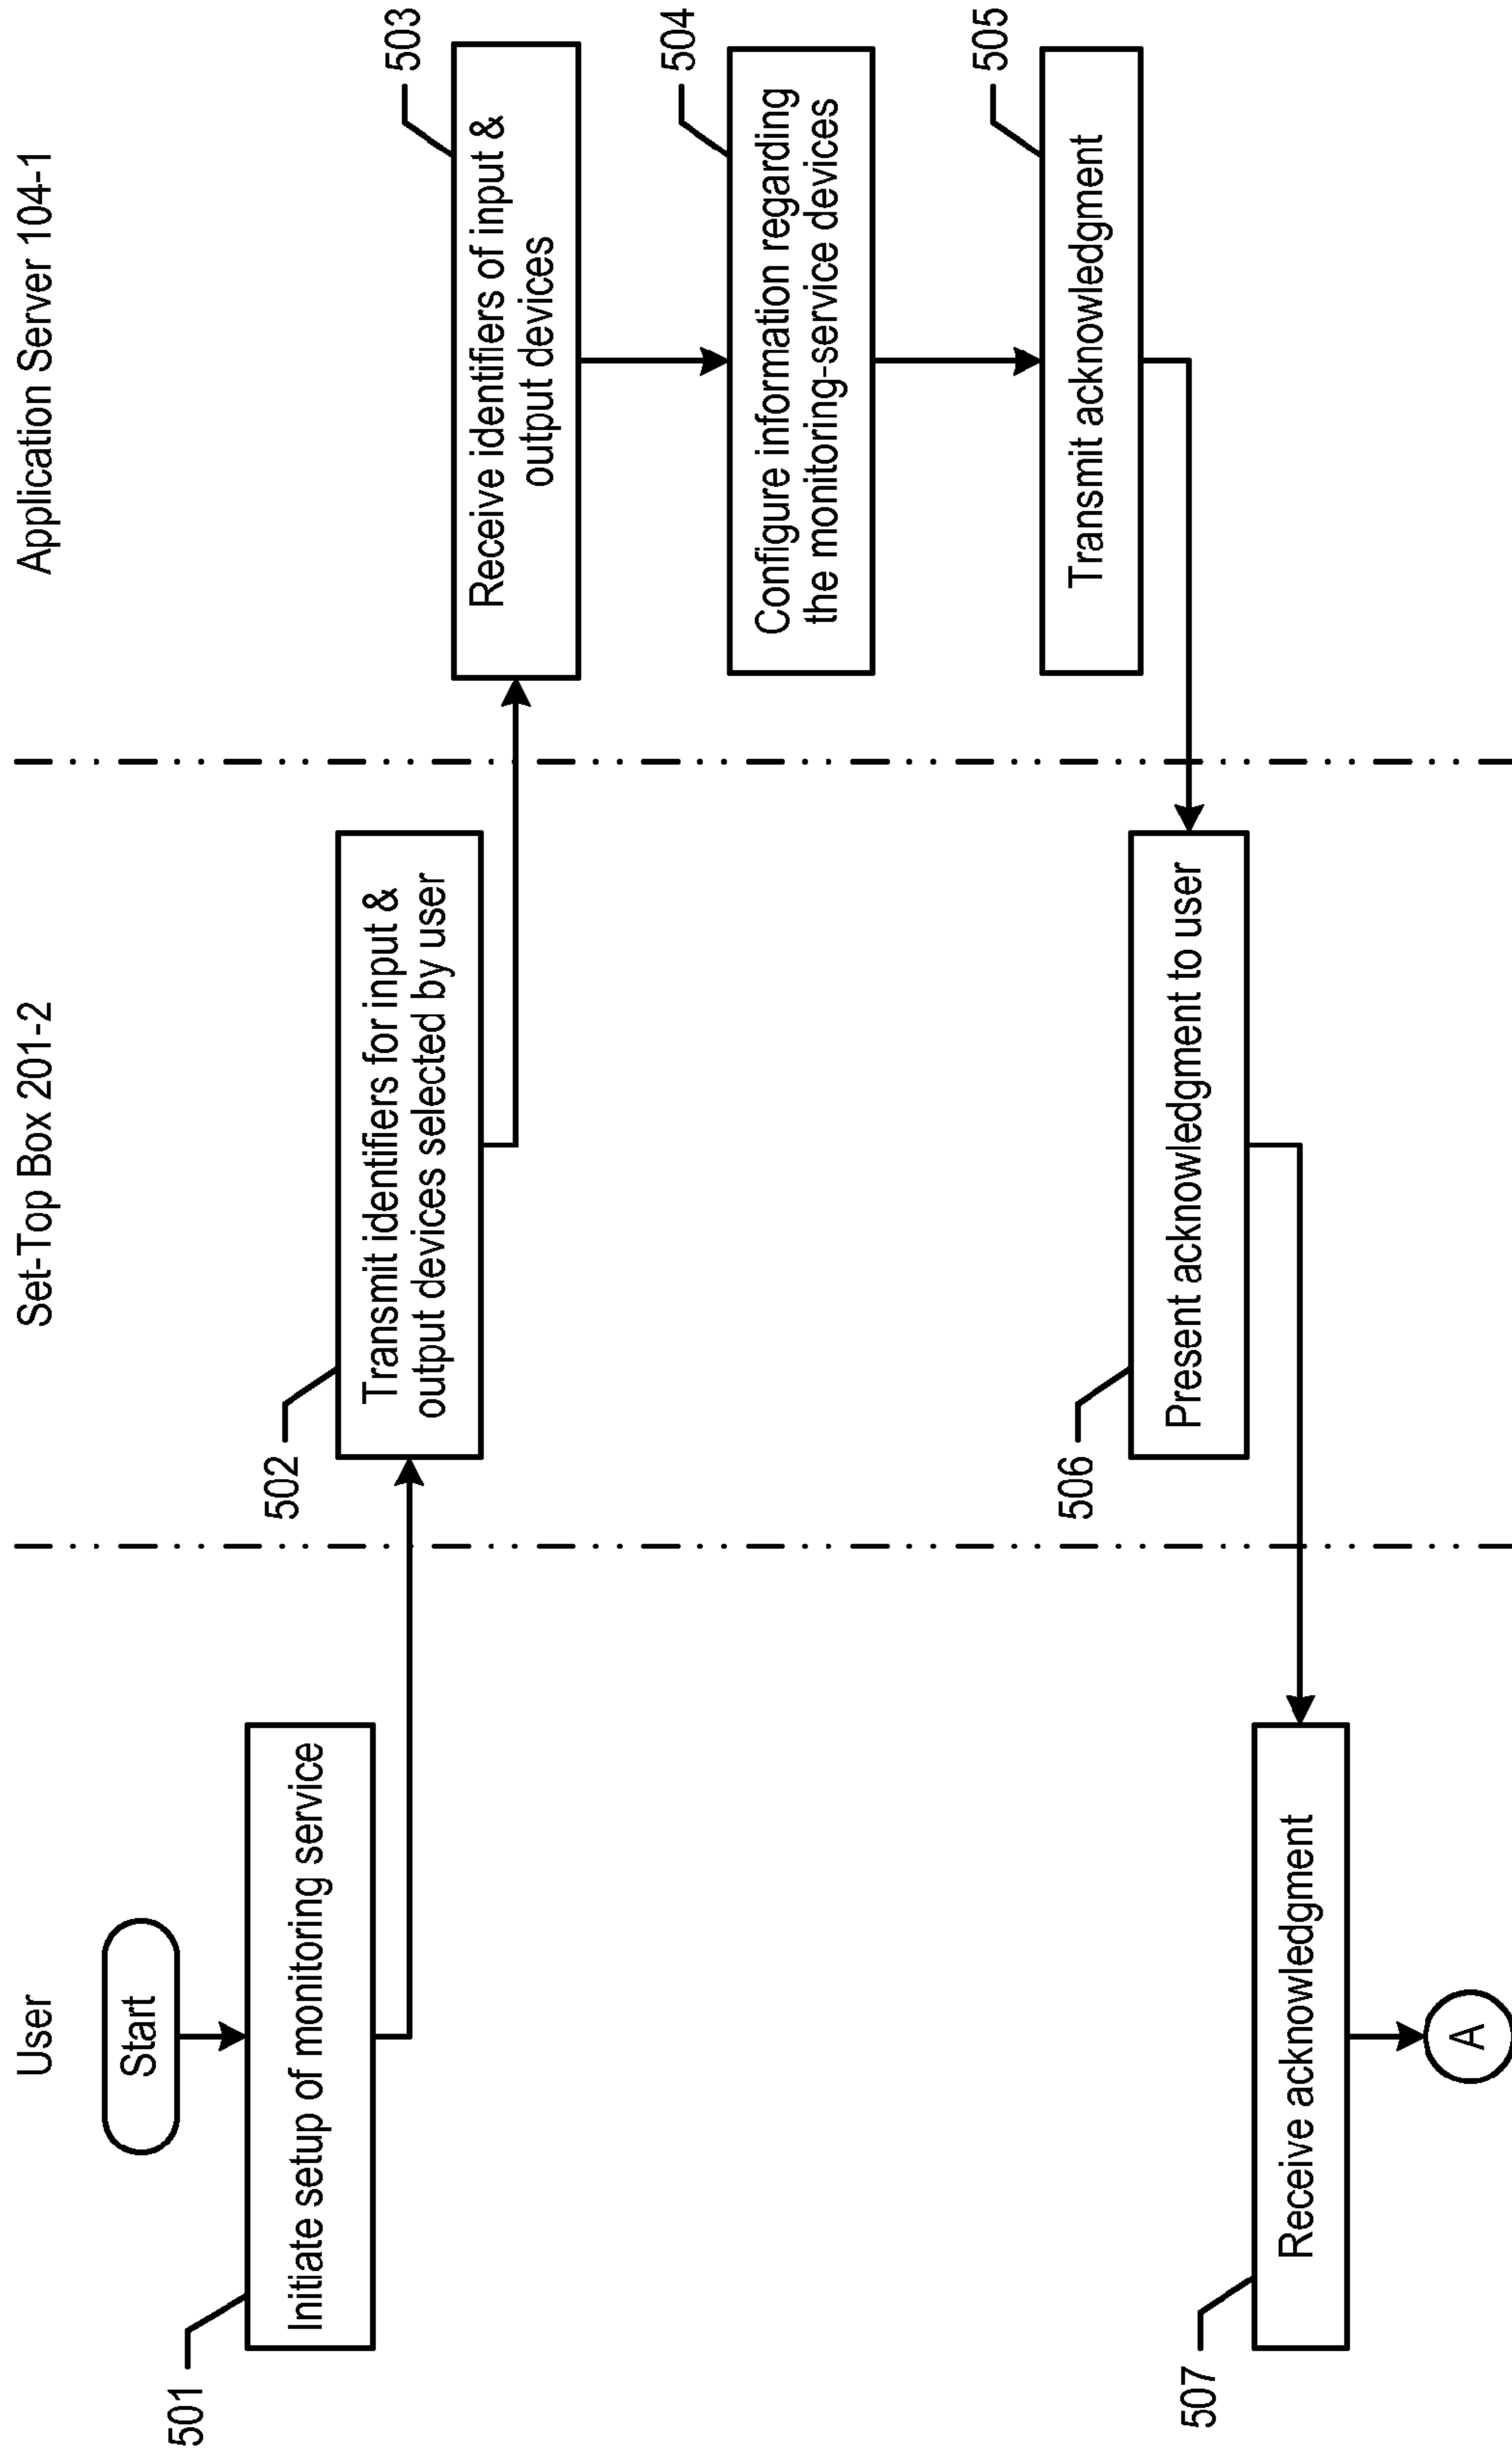 User
Set-Top Box 201-2
Application Server 104-1
Start
501
Initiate setup of monitoring service
502
Transmit identifiers for input &
output devices selected by user
503
Receive identifiers of input &
output devices
504
Configure information regarding
the monitoring-service devices
505
Transmit acknowledgment
506
Present acknowledgment to user
507
Receive acknowledgment
A